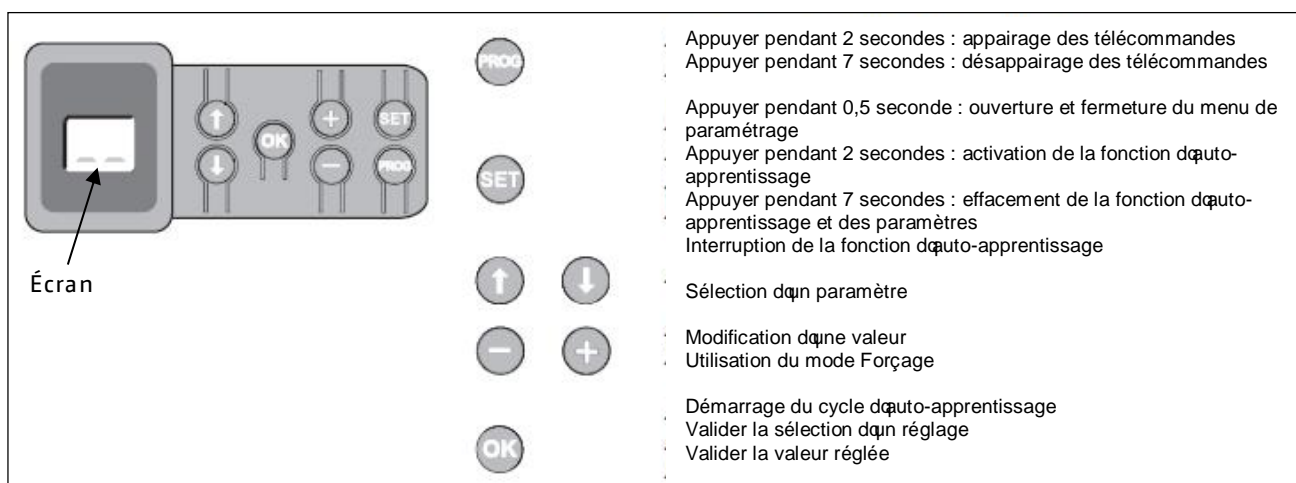 PROG
Appuyer pendant 2 secondes : appairage des télécommandes
Appuyer pendant 7 secondes : désappairage des télécommandes
↑ + SET
OK
↓ − PROG
Écran
SET
Appuyer pendant 0,5 seconde : ouverture et fermeture du menu de
paramétrage
Appuyer pendant 2 secondes : activation de la fonction dqauto-
apprentissage
Appuyer pendant 7 secondes : effacement de la fonction dqauto-
apprentissage et des paramètres
Interruption de la fonction dqauto-apprentissage
↑ ↓
Sélection dqun paramètre
− +
Modification dqune valeur
Utilisation du mode Forçage
OK
Démarrage du cycle dqauto-apprentissage
Valider la sélection dqun réglage
Valider la valeur réglée